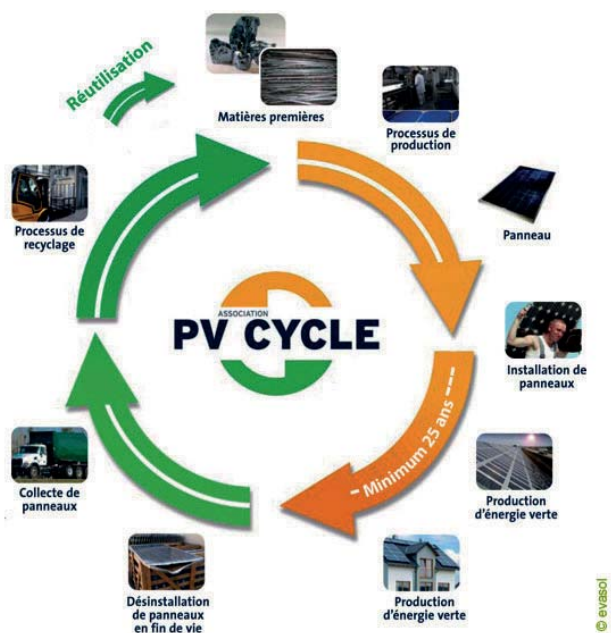 Réutilisation
Matières premières
Processus de
production
Panneau
Installation de
panneaux
Minimum 25 ans
Production
d'énergie verte
Production
d'énergie verte
Désinstallation
de panneaux
en fin de vie
Collecte de
panneaux
Processus de
recyclage
ASSOCIATION
PV CYCLE
© evasol